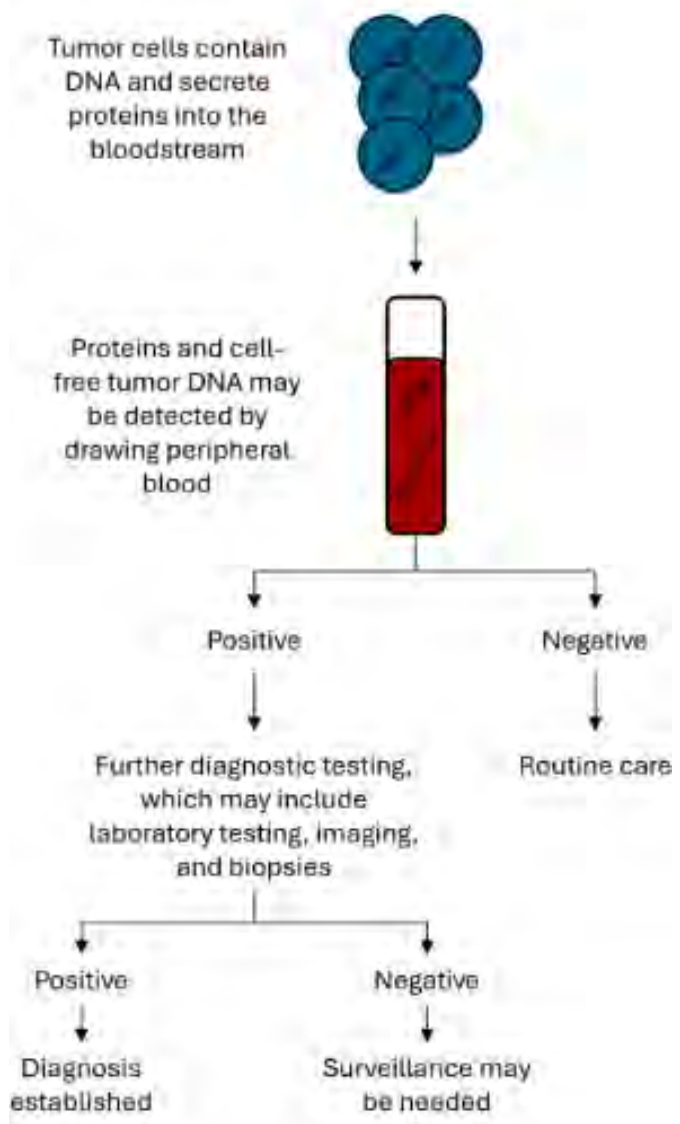 Tumor cells contain
DNA and secrete
proteins into the
bloodstream
Proteins and cell-
free tumor DNA may
be detected by
drawing peripheral
blood
Positive
Negative
Further diagnostic testing,
which may include
laboratory testing, imaging,
and biopsies
Routine care
Positive
Negative
Diagnosis
established
Surveillance may
be needed